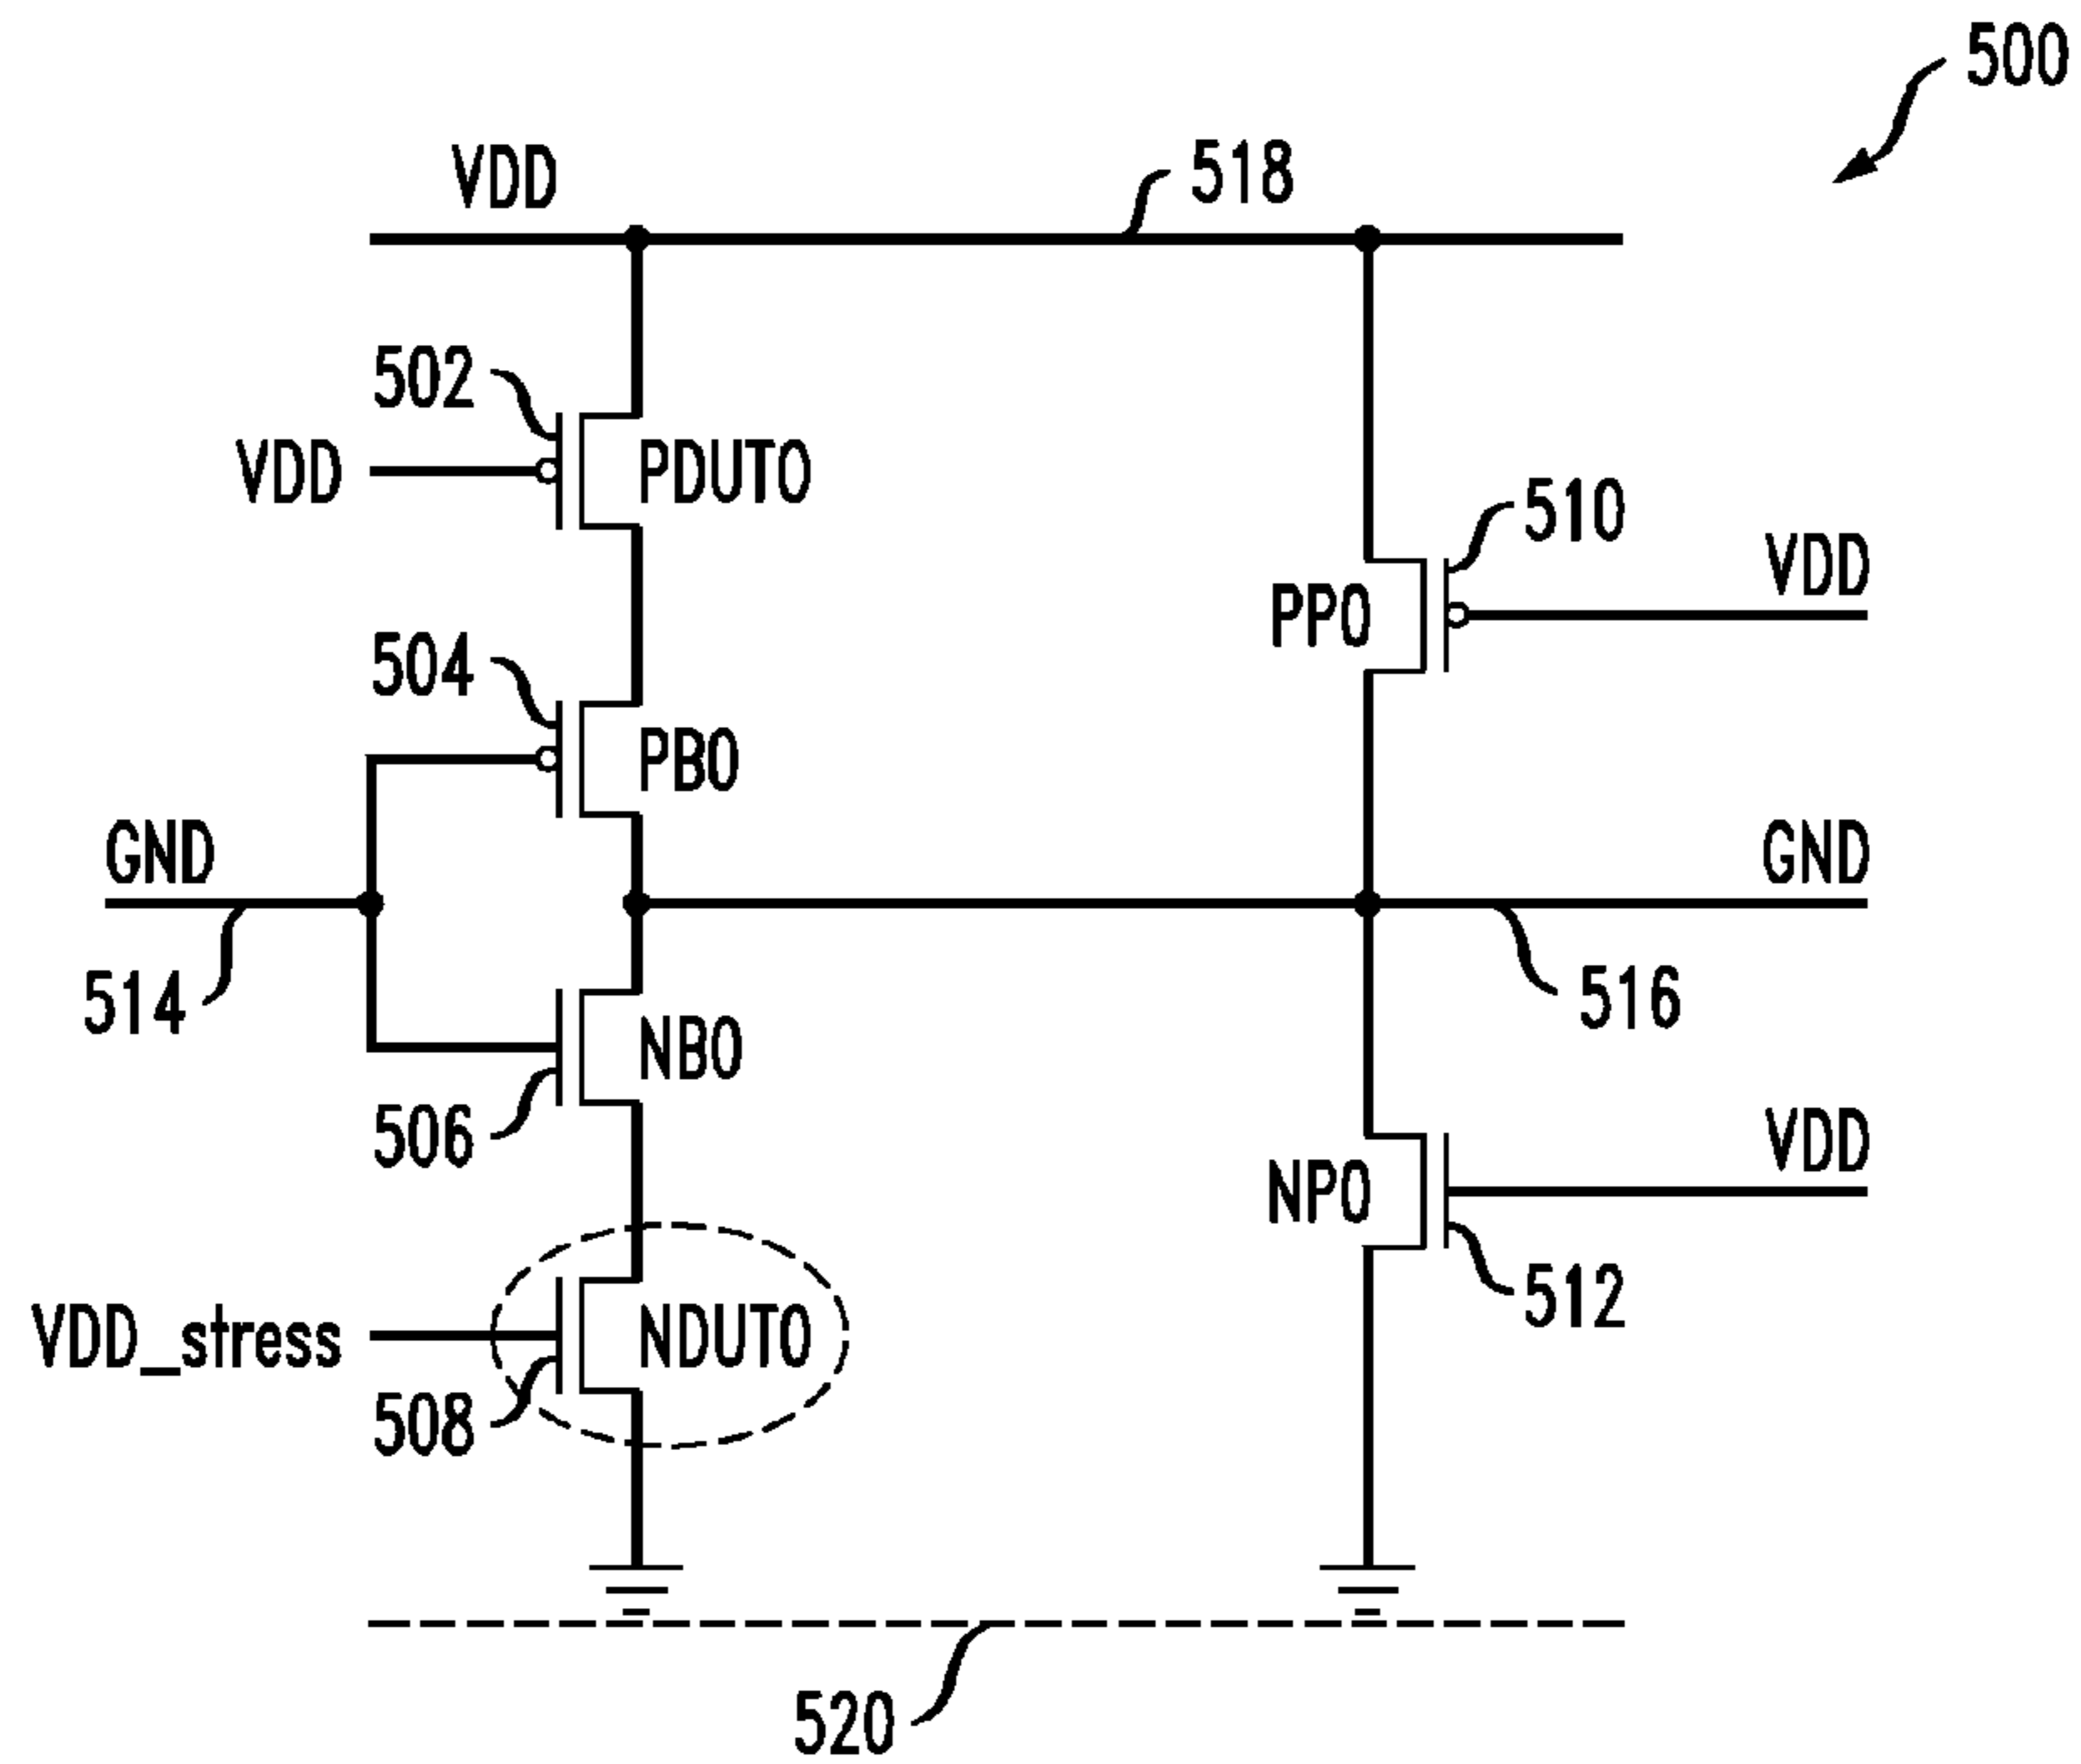 500
VDD
518
502
VDD
PDUT0
510
VDD
PP0
504
PB0
GND
GND
514
516
NB0
506
VDD
NP0
512
VDD_stress
NDUT0
508
520